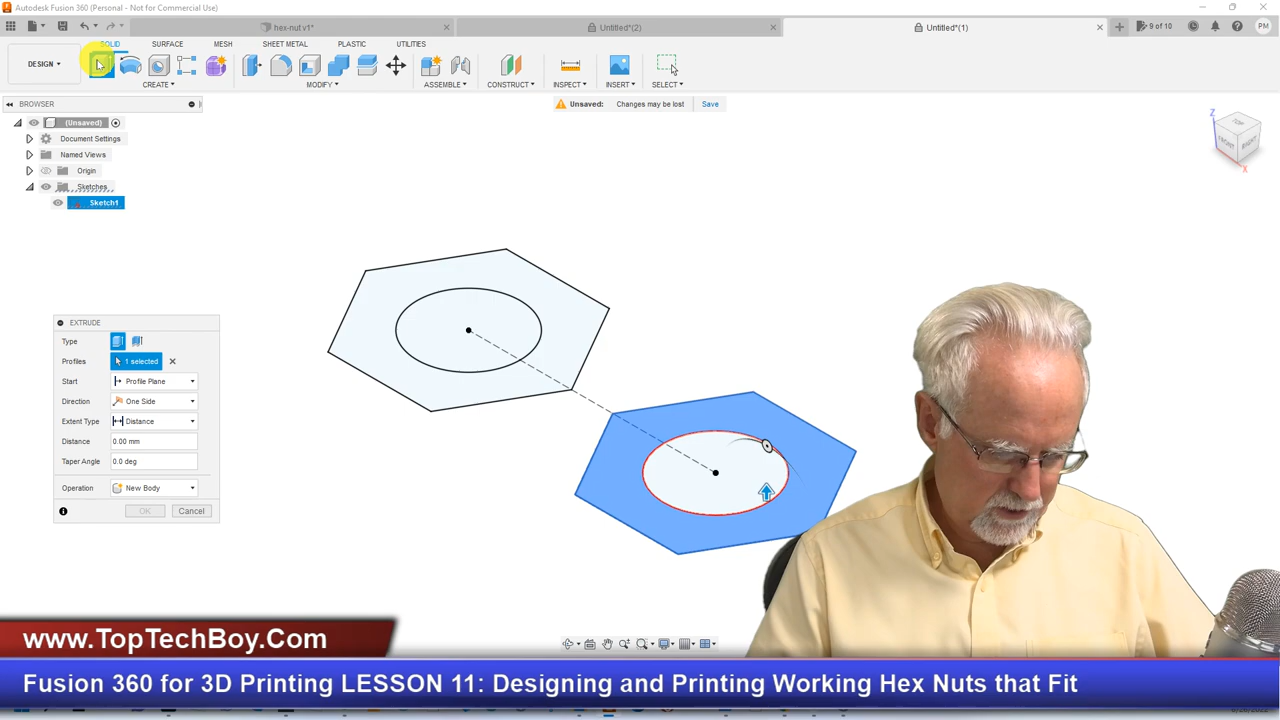 Autodesk Fusion 360 (Personal - Not for Commercial Use)
hex-nut v1*
Untitled*(2)
Untitled*(1)
9 of 10
PM
DESIGN
SOLID
SURFACE
MESH
SHEET METAL
PLASTIC
UTILITIES
CREATE
MODIFY
ASSEMBLE
CONSTRUCT
INSPECT
INSERT
SELECT
BROWSER
Unsaved: Changes may be lost Save
(Unsaved)
Document Settings
Named Views
Origin
Sketches
Sketch1
Z
TOP
FRONT
RIGHT
X
EXTRUDE
Type
Profiles 1 selected
Start Profile Plane
Direction One Side
Extent Type Distance
Distance 0.00 mm
Taper Angle 0.0 deg
Operation New Body
OK Cancel
www.TopTechBoy.Com
Fusion 360 for 3D Printing LESSON 11: Designing and Printing Working Hex Nuts that Fit